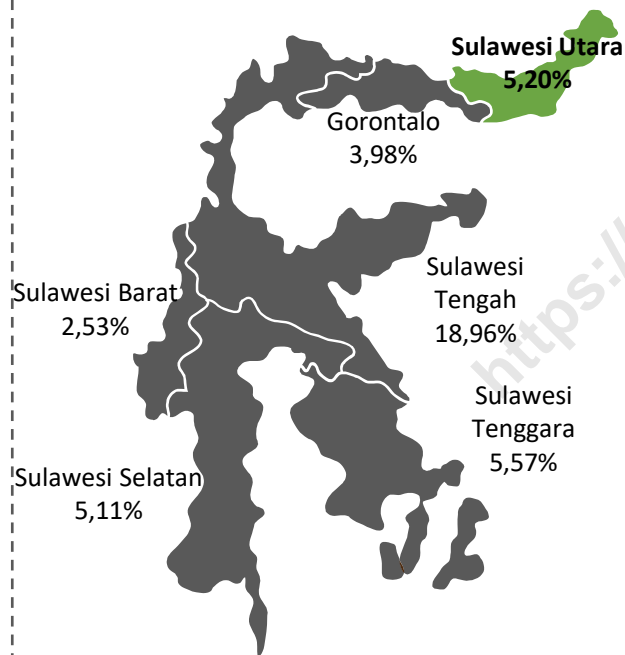 Sulawesi Utara
5,20%
Gorontalo
3,98%
Sulawesi
Tengah
18,96%
Sulawesi Barat
2,53%
Sulawesi
Tenggara
5,57%
Sulawesi Selatan
5,11%
https://